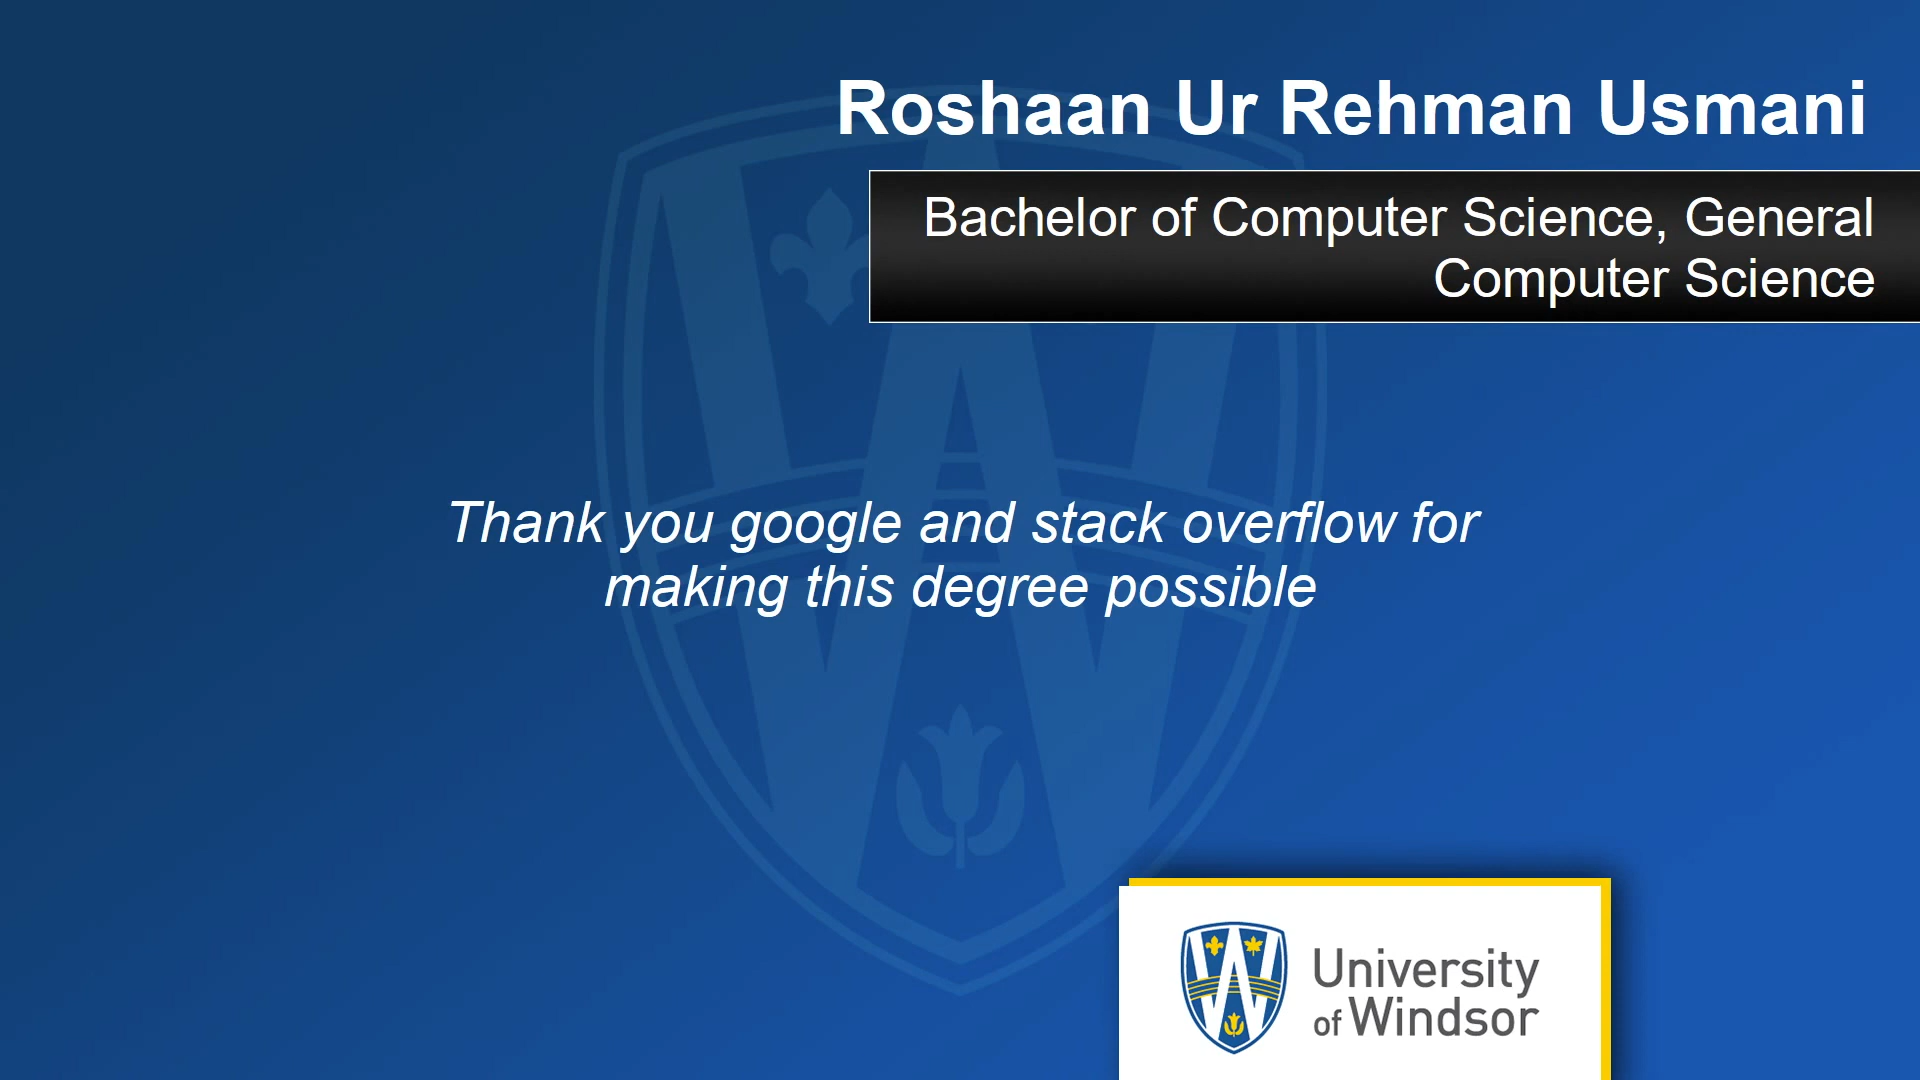 Roshaan Ur Rehman Usmani
Bachelor of Computer Science, General
Computer Science
Thank you google and stack overflow for
making this degree possible
University
of Windsor